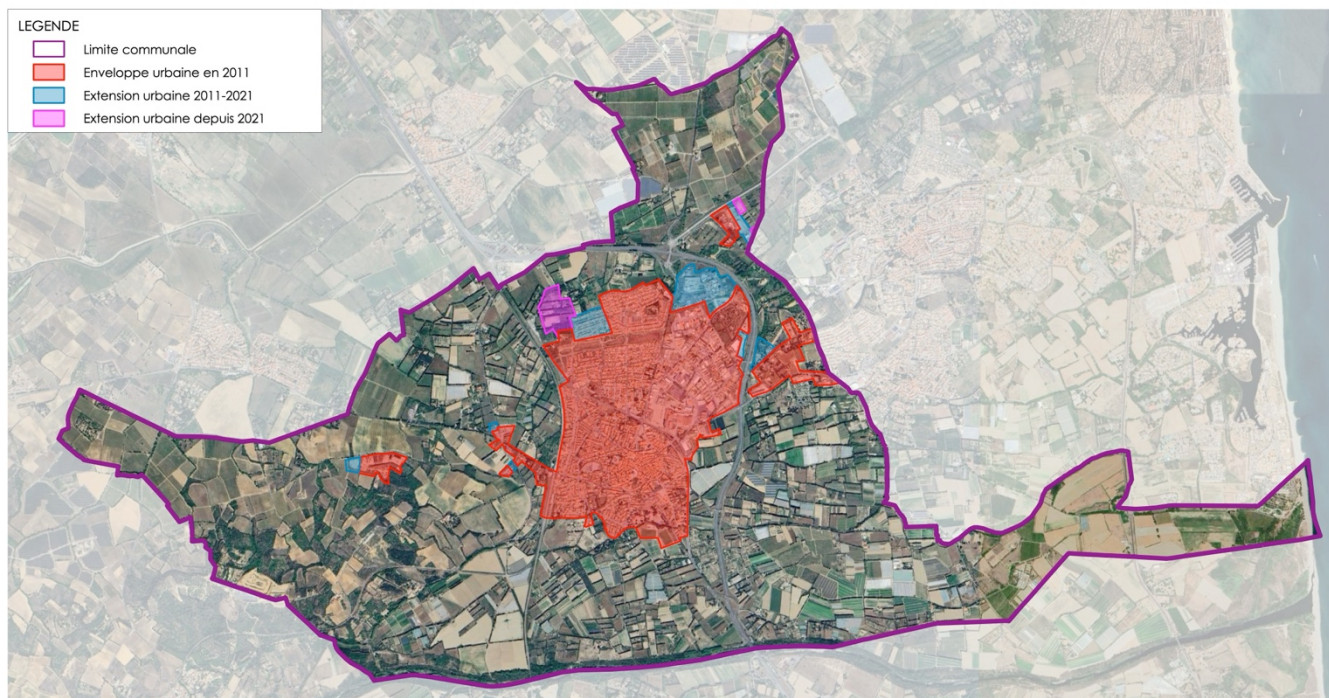 LEGENDE
Limite communale
Enveloppe urbaine en 2011
Extension urbaine 2011-2021
Extension urbaine depuis 2021